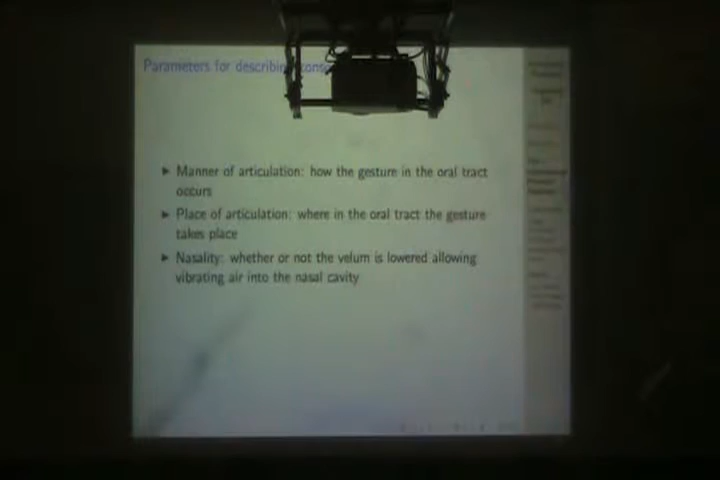 Parameters for describing cons
▶ Manner of articulation: how the gesture in the oral tract
occurs
▶ Place of articulation: where in the oral tract the gesture
takes place
▶ Nasality: whether or not the velum is lowered allowing
vibrating air into the nasal cavity